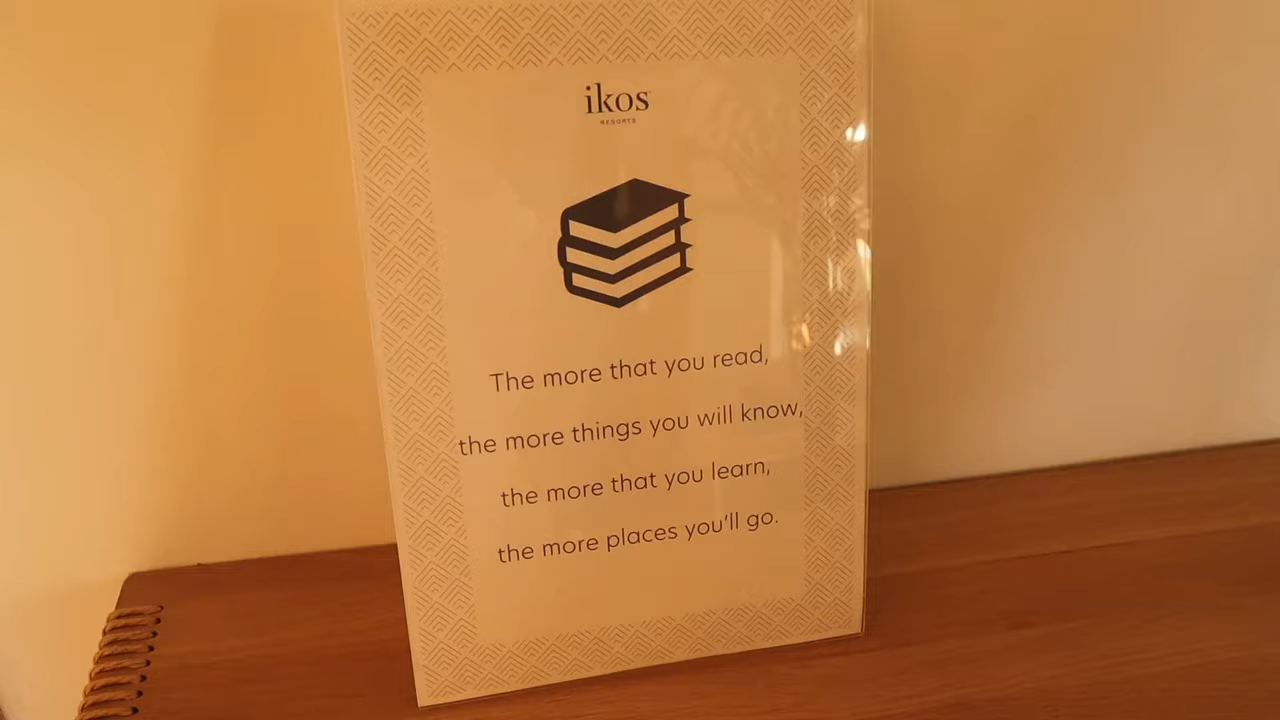 ikos
RESORTS
The more that you read,
the more things you will know,
the more that you learn,
the more places you'll go.